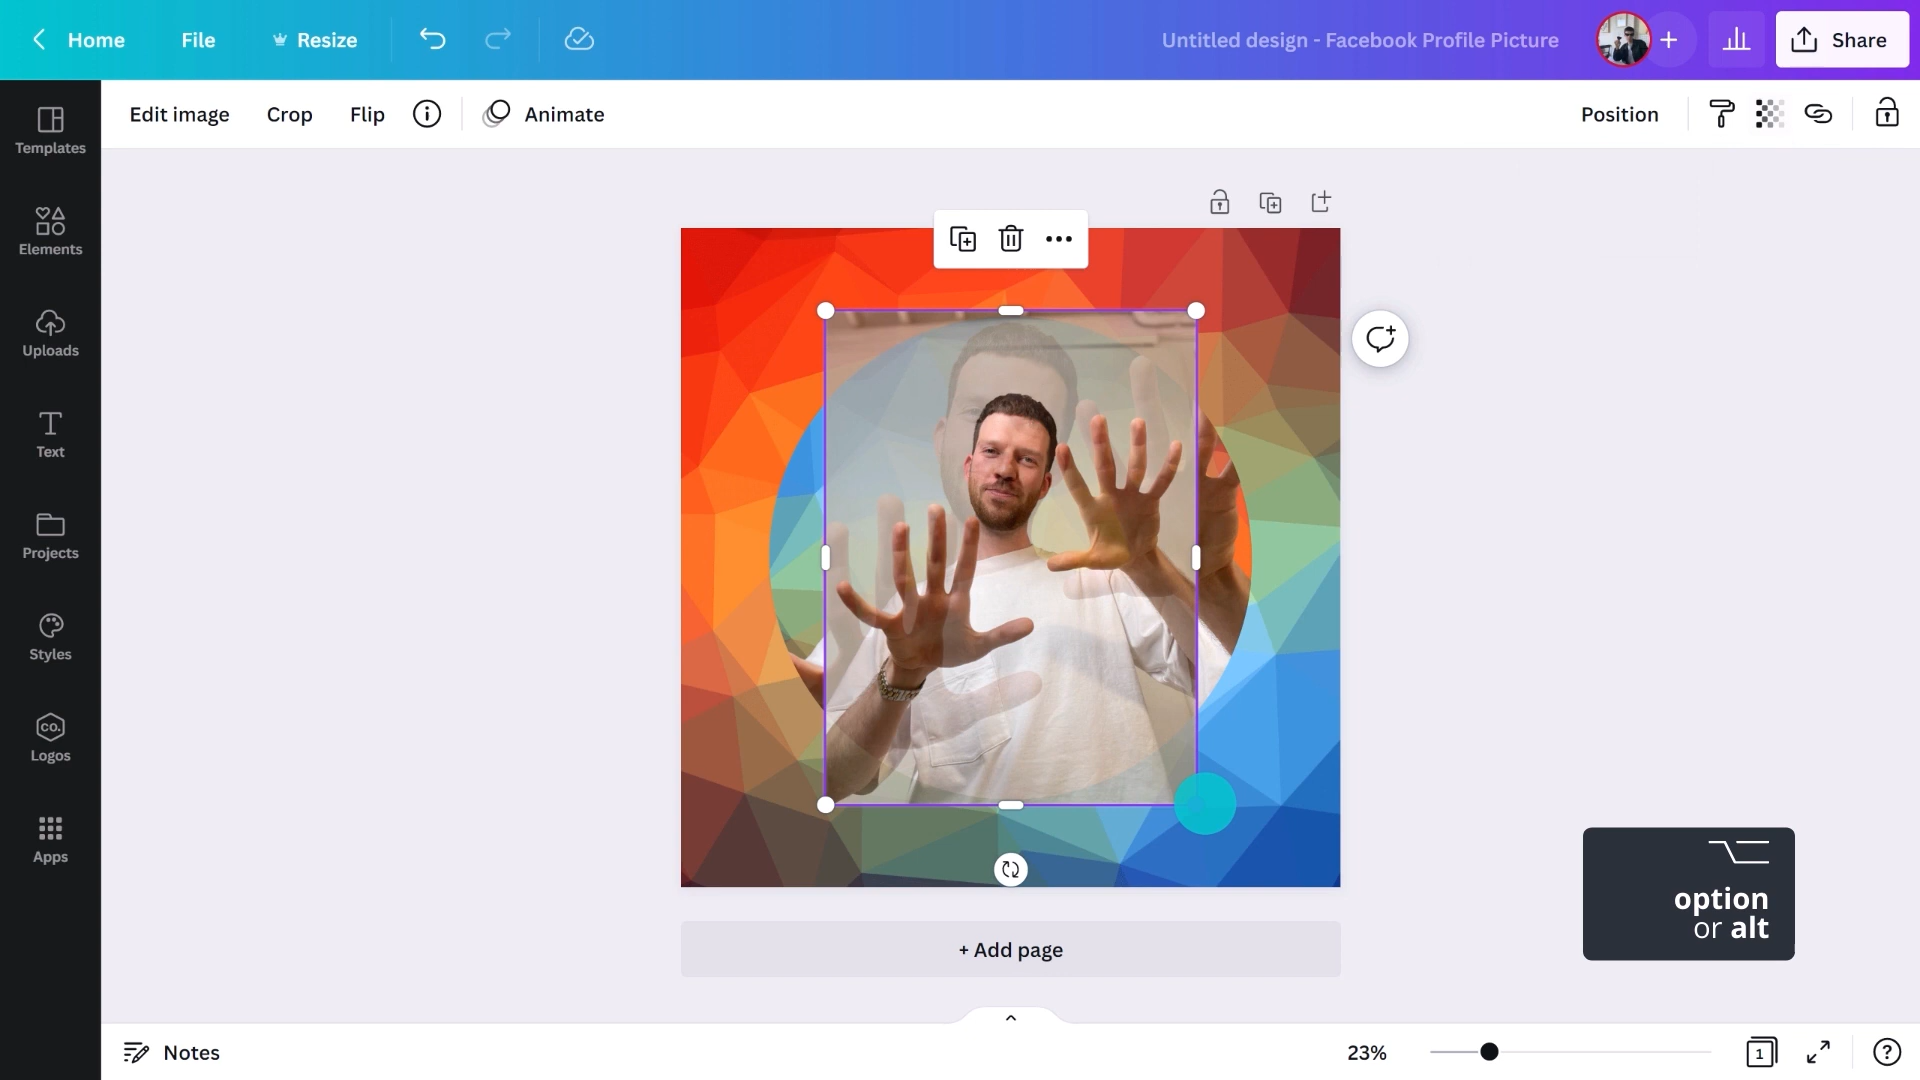 Home File Resize Untitled design - Facebook Profile Picture Share
Edit image Crop Flip Animate Position
Templates
Elements
Uploads
Text
Projects
Styles
CO.
Logos
Apps
+ Add page
option
or alt
Notes 23% 1 ?